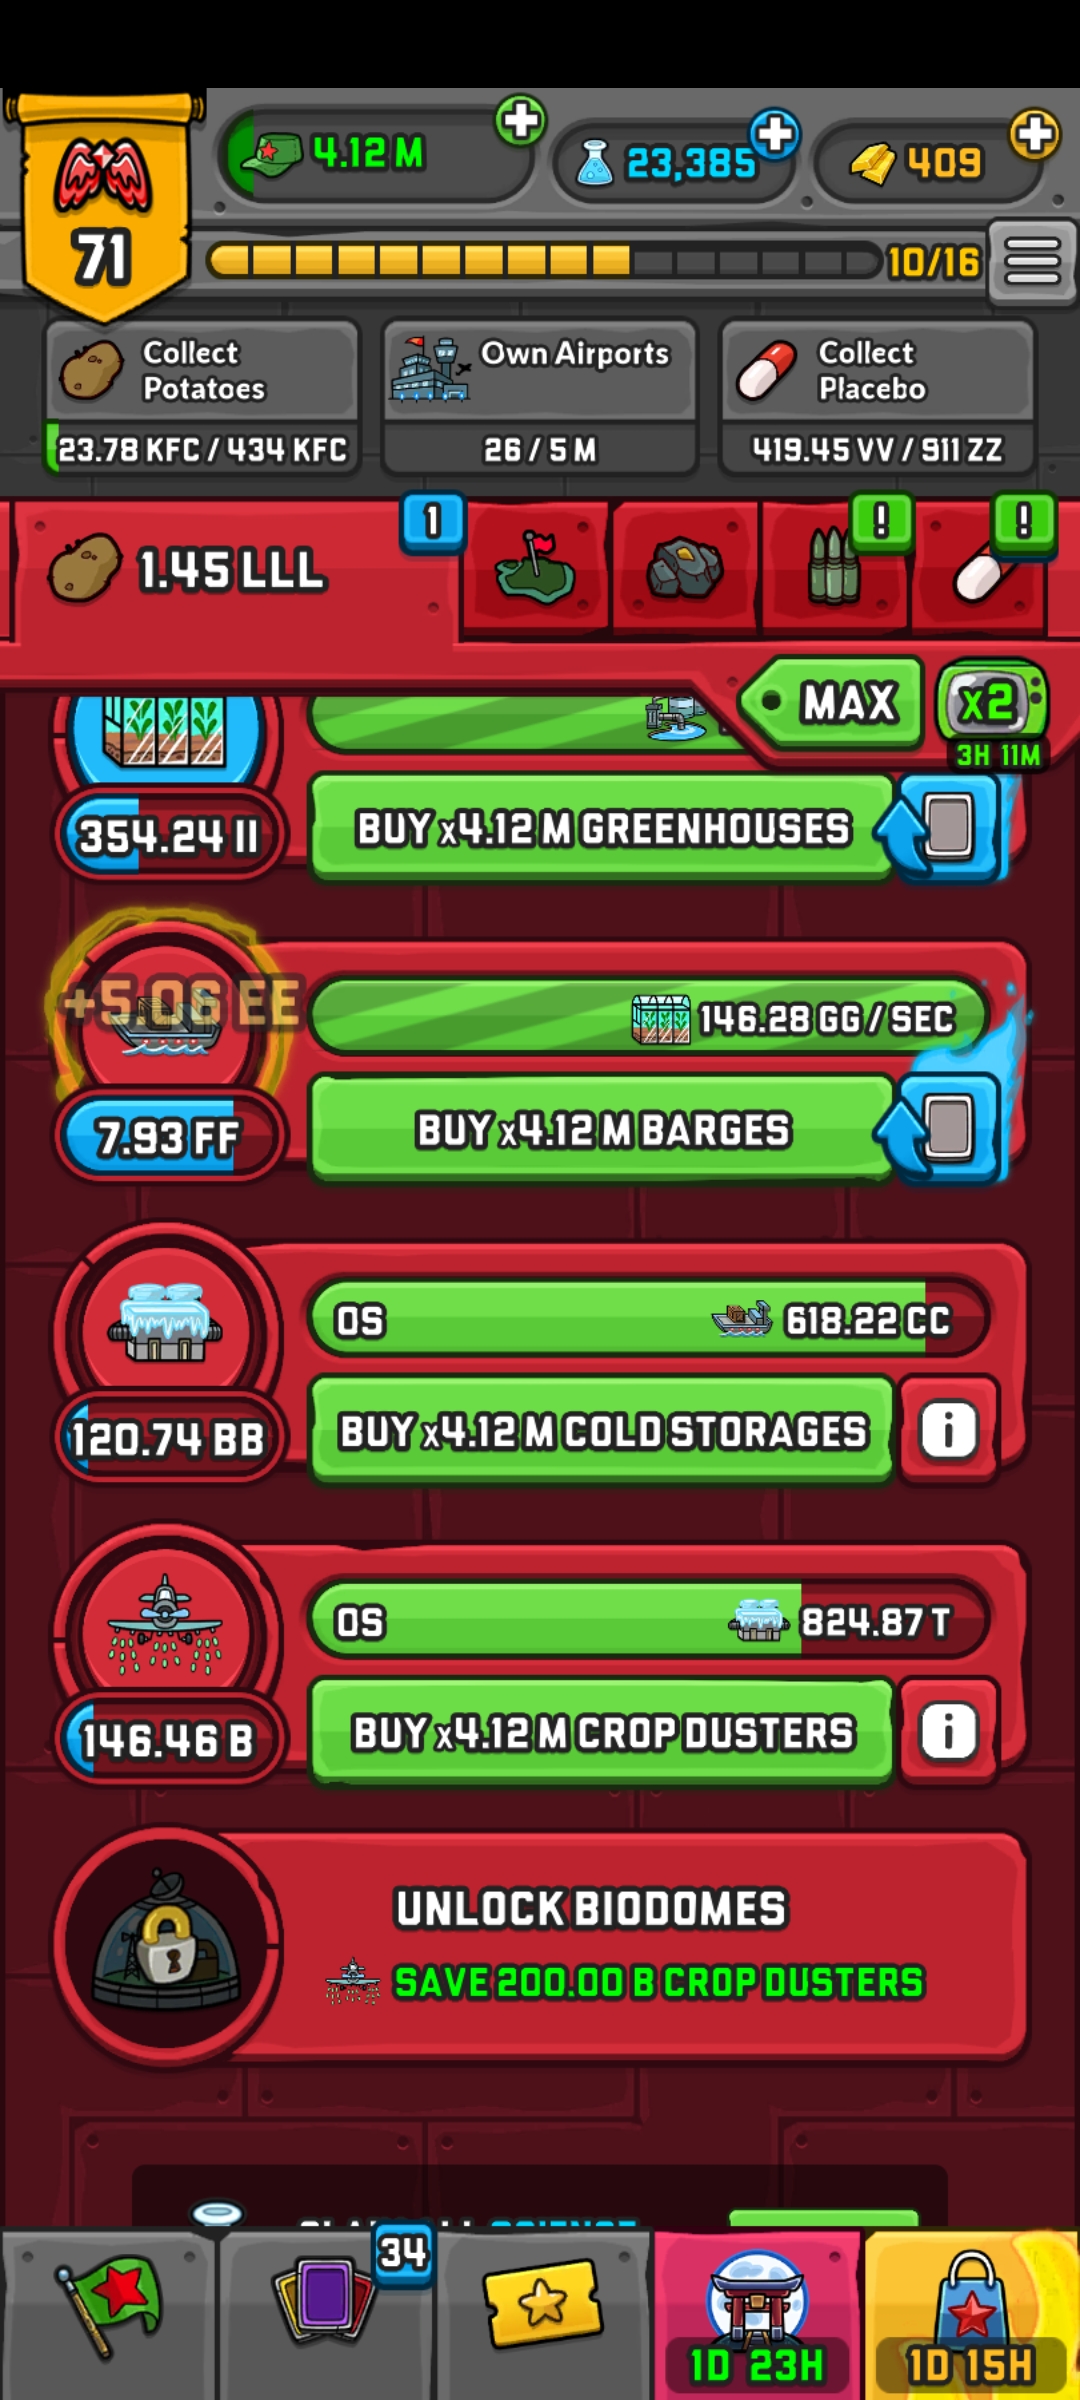 4.12 M
23,385
409
71
10/16
Collect
Potatoes
23.78 KFC / 434 KFC
Own Airports
26 / 5 M
Collect
Placebo
419.45 VV / 911 ZZ
1.45 LLL
1
!
!
MAX
x2
3H 11M
354.24 II
BUY x4.12 M GREENHOUSES
+5.06 EE
146.28 GG / SEC
7.93 FF
BUY x4.12 M BARGES
0S
618.22 CC
120.74 BB
BUY x4.12 M COLD STORAGES
i
0S
824.87 T
146.46 B
BUY x4.12 M CROP DUSTERS
i
UNLOCK BIODOMES
SAVE 200.00 B CROP DUSTERS
34
1D 23H
1D 15H